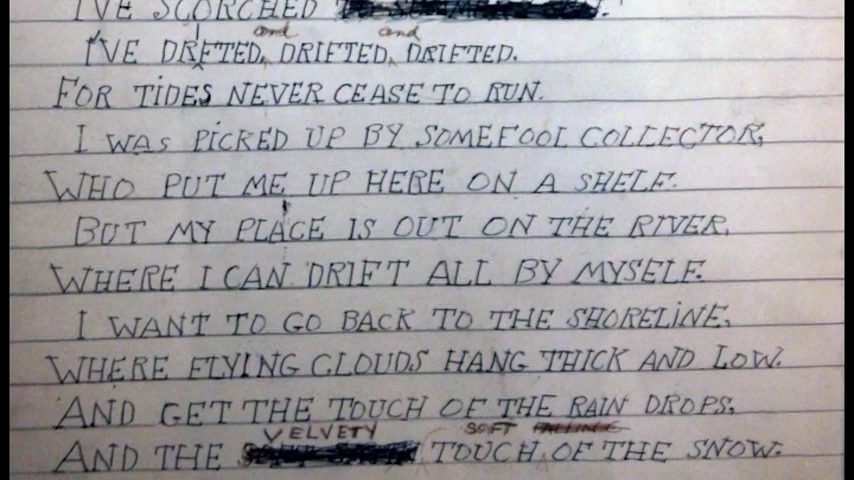 I'VE SCORCHED
and and
I'VE DRIFTED, DRIFTED, DRIFTED.
FOR TIDES NEVER CEASE TO RUN.
I WAS PICKED UP BY SOMEFOOL COLLECTOR,
WHO PUT ME UP HERE ON A SHELF.
BUT MY PLACE IS OUT ON THE RIVER,
WHERE I CAN DRIFT ALL BY MYSELF.
I WANT TO GO BACK TO THE SHORELINE,
WHERE FLYING CLOUDS HANG THICK AND LOW.
AND GET THE TOUCH OF THE RAIN DROPS,
VELVETY SOFT FALLING
AND THE TOUCH OF THE SNOW.